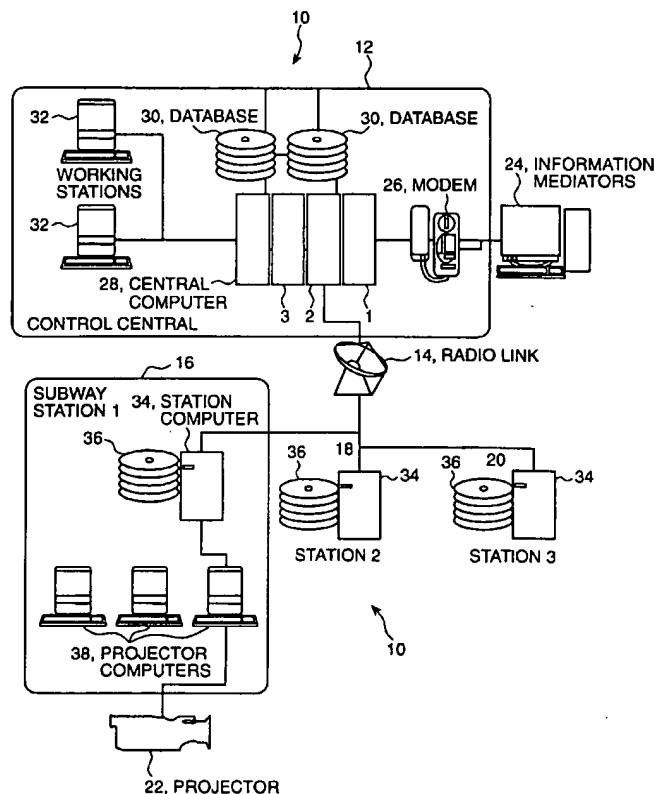 10
12
32
30, DATABASE
30, DATABASE
24, INFORMATION
MEDIATORS
26, MODEM
WORKING
STATIONS
32
28, CENTRAL
COMPUTER
3
2
1
CONTROL CENTRAL
14, RADIO LINK
16
SUBWAY
STATION 1
34, STATION
COMPUTER
36
18
36
34
20
36
34
STATION 2
STATION 3
38, PROJECTOR
COMPUTERS
10
22, PROJECTOR